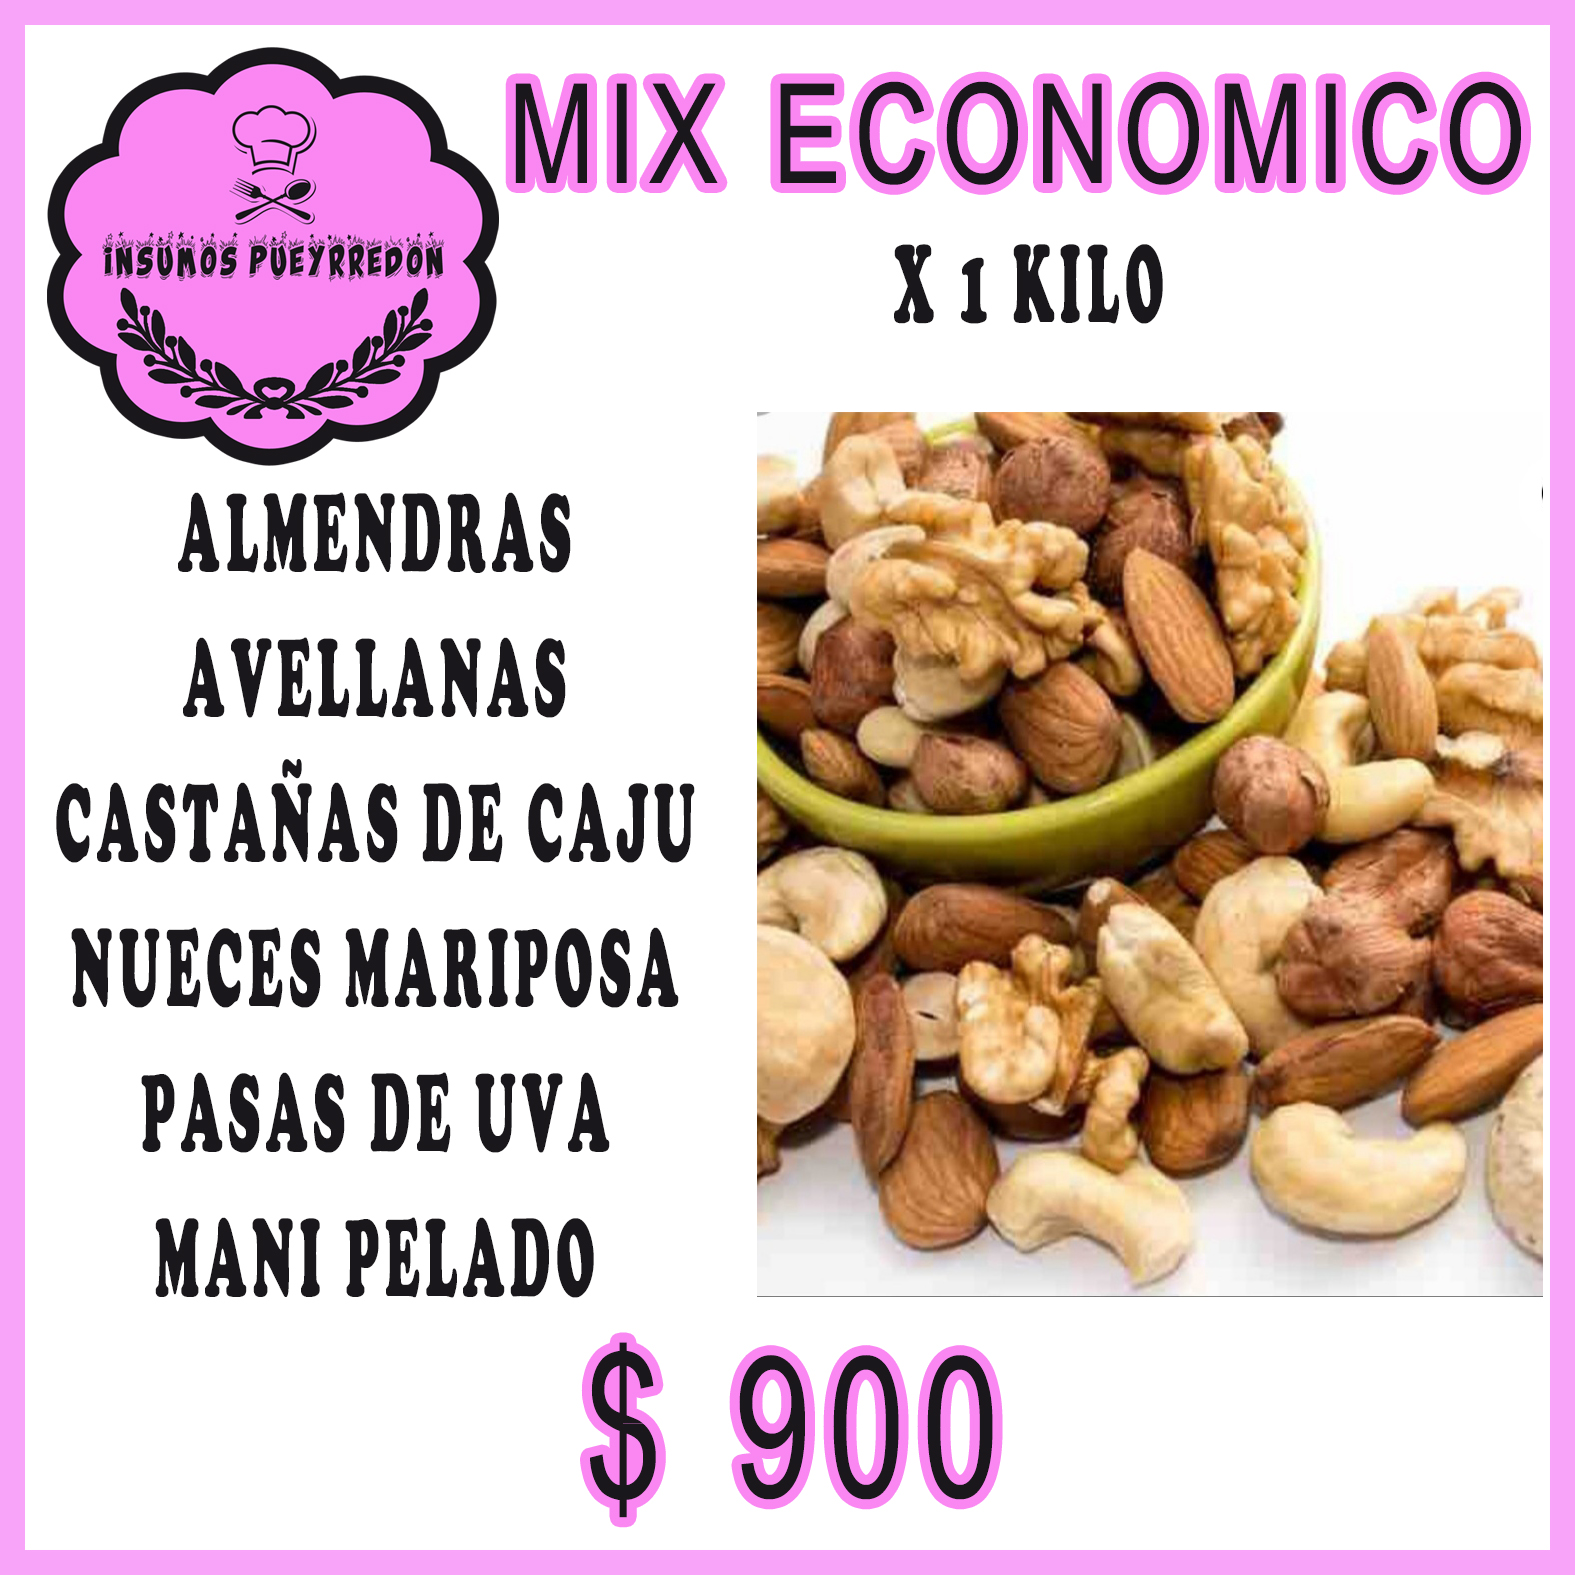 MIX ECONOMICO
INSUMOS PUEYRREDON
X 1 KILO
ALMENDRAS
AVELLANAS
CASTAÑAS DE CAJU
NUECES MARIPOSA
PASAS DE UVA
MANI PELADO
$ 900